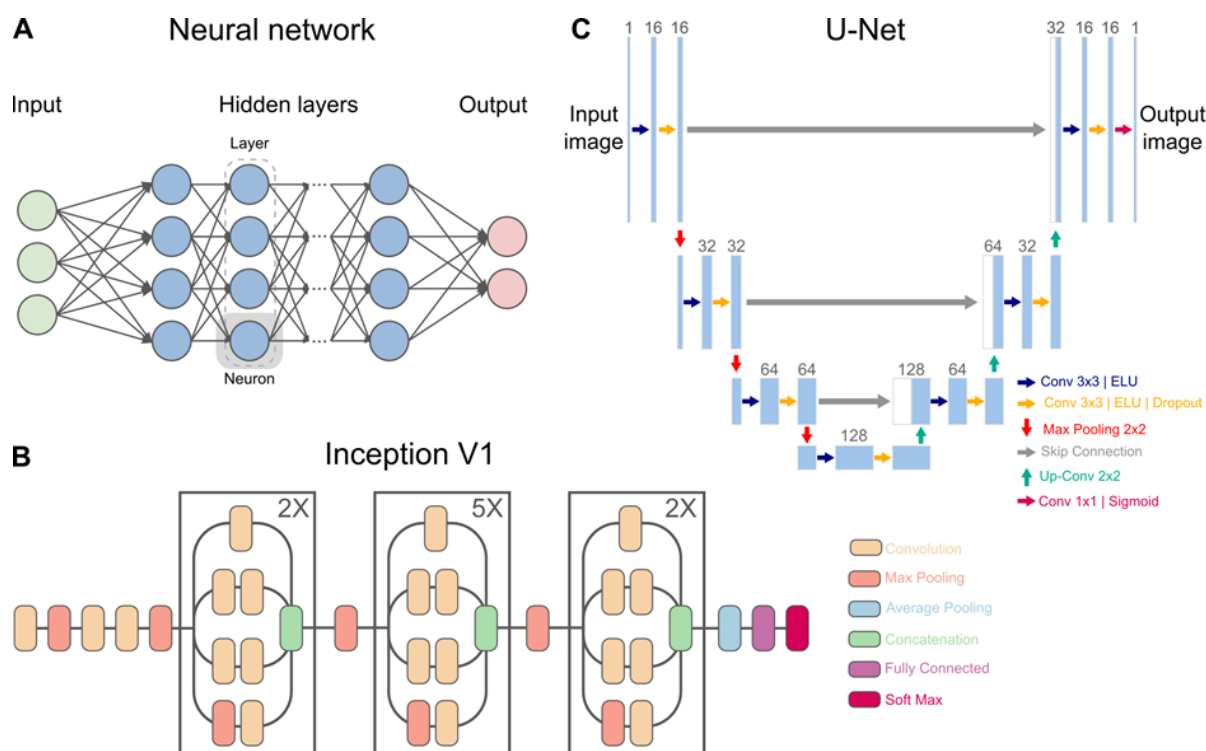 A
Neural network
Input
Hidden layers
Output
Layer
Neuron
B
Inception V1
2X
5X
2X
Convolution
Max Pooling
Average Pooling
Concatenation
Fully Connected
Soft Max
C
U-Net
1 16 16
32 16 16 1
Input
image
Output
image
32 32
64 32
64 64
128 64
128
Conv 3x3 | ELU
Conv 3x3 | ELU | Dropout
Max Pooling 2x2
Skip Connection
Up-Conv 2x2
Conv 1x1 | Sigmoid